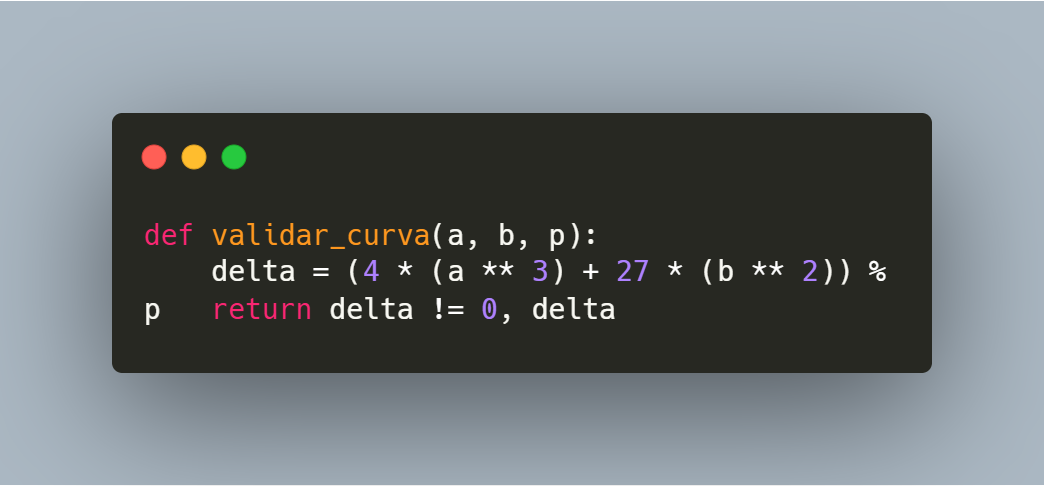 def validar_curva(a, b, p):
    delta = (4 * (a ** 3) + 27 * (b ** 2)) %
p   return delta != 0, delta